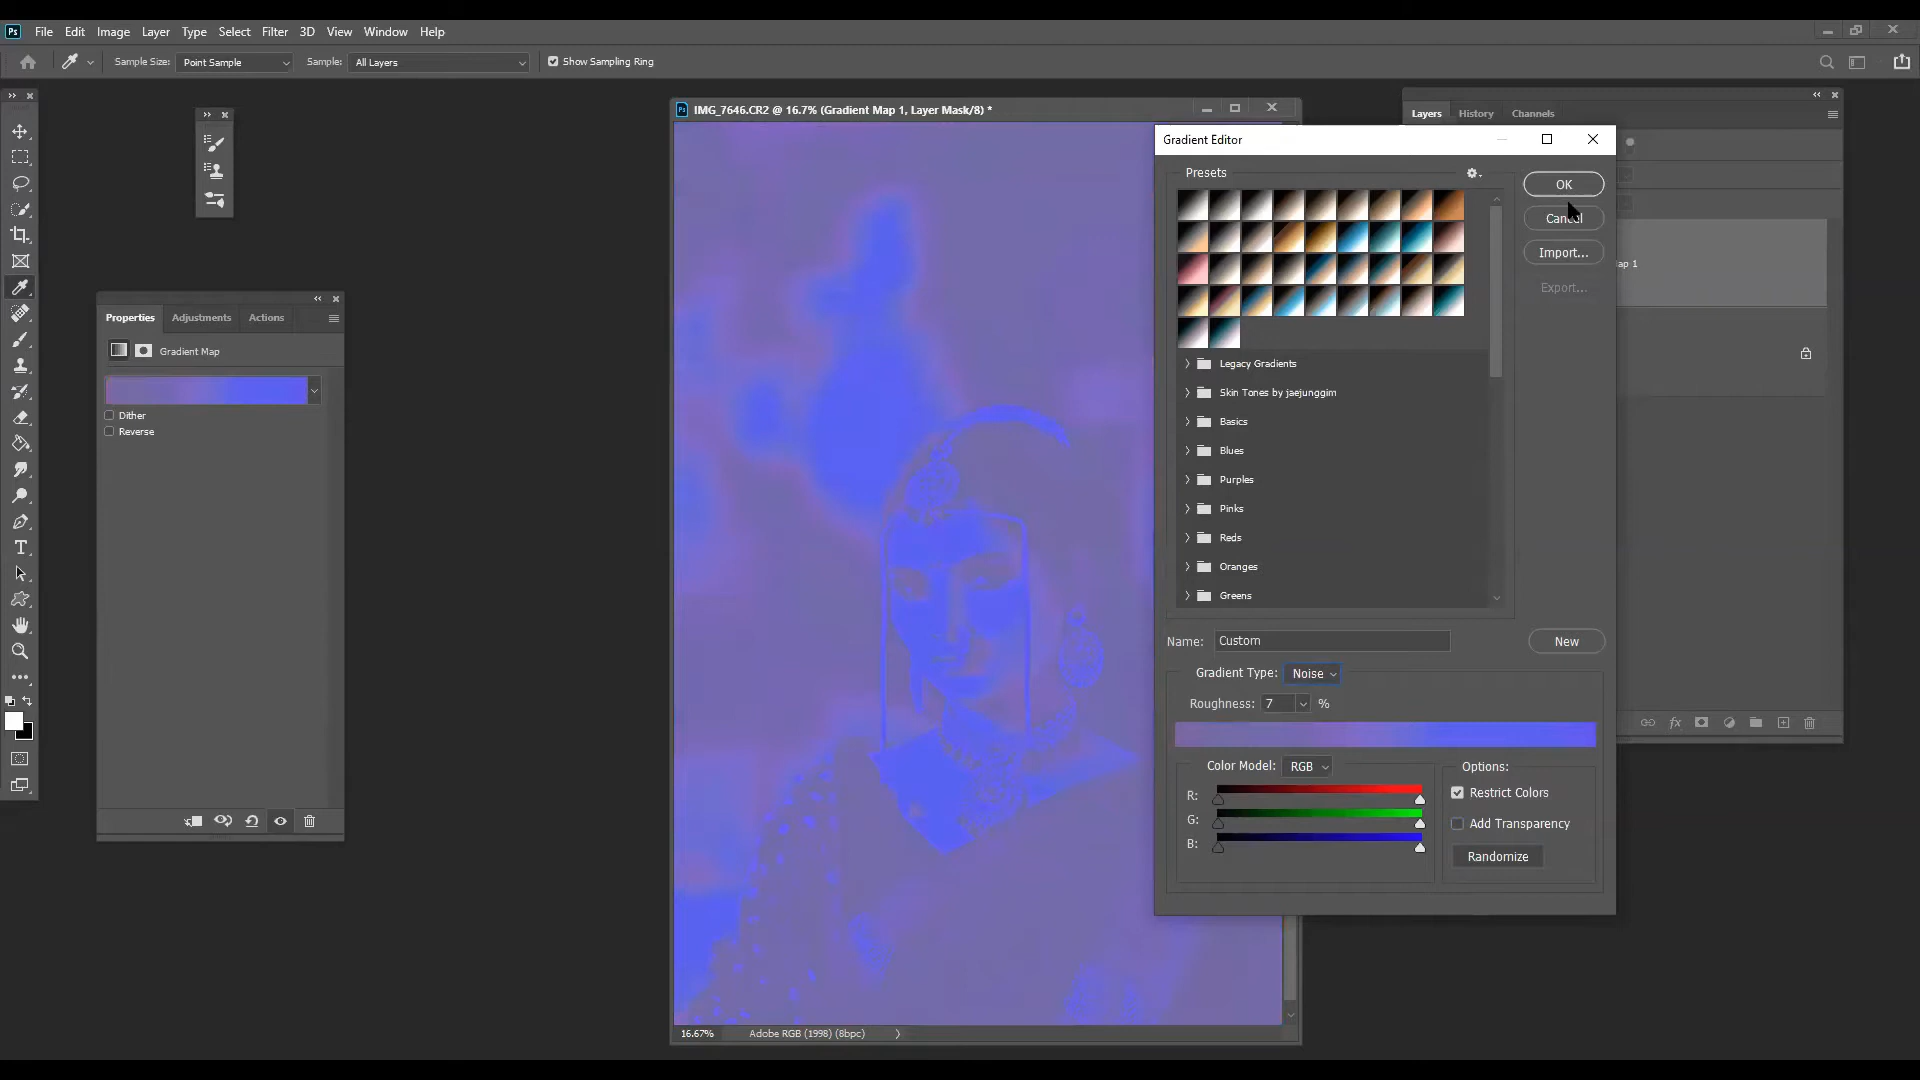 Ps File Edit Image Layer Type Select Filter 3D View Window Help
Sample Size: Point Sample Sample: All Layers Show Sampling Ring
IMG_7646.CR2 @ 16.7% (Gradient Map 1, Layer Mask/8) *
Layers History Channels
Gradient Editor
Presets
OK
Cancel
Import...
Export...
ap 1
Properties Adjustments Actions
Gradient Map
Dither
Reverse
Legacy Gradients
Skin Tones by jaejunggim
Basics
Blues
Purples
Pinks
Reds
Oranges
Greens
Name: Custom New
Gradient Type: Noise
Roughness: 7 %
Color Model: RGB Options:
R: Restrict Colors
G: Add Transparency
B: Randomize
16.67% Adobe RGB (1998) (8bpc)